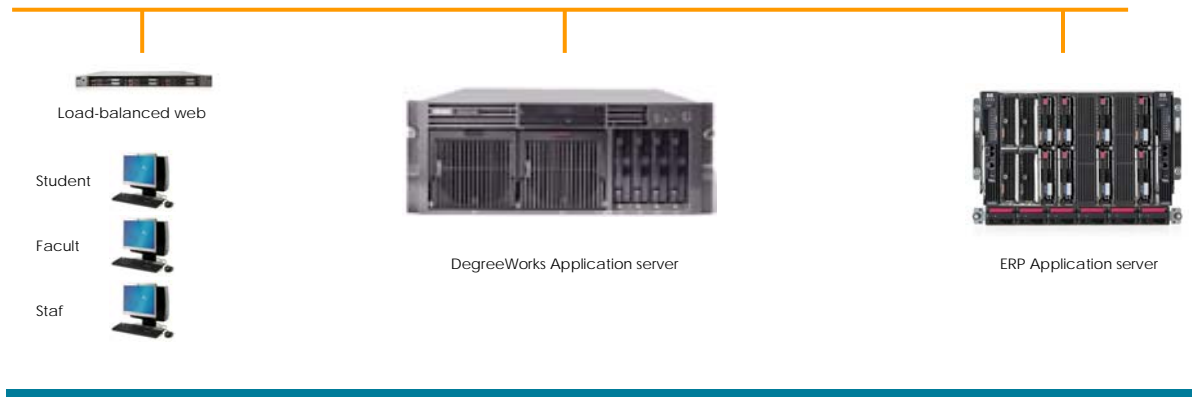 Load-balanced web
Student
Facult
Staf
DegreeWorks Application server
ERP Application server